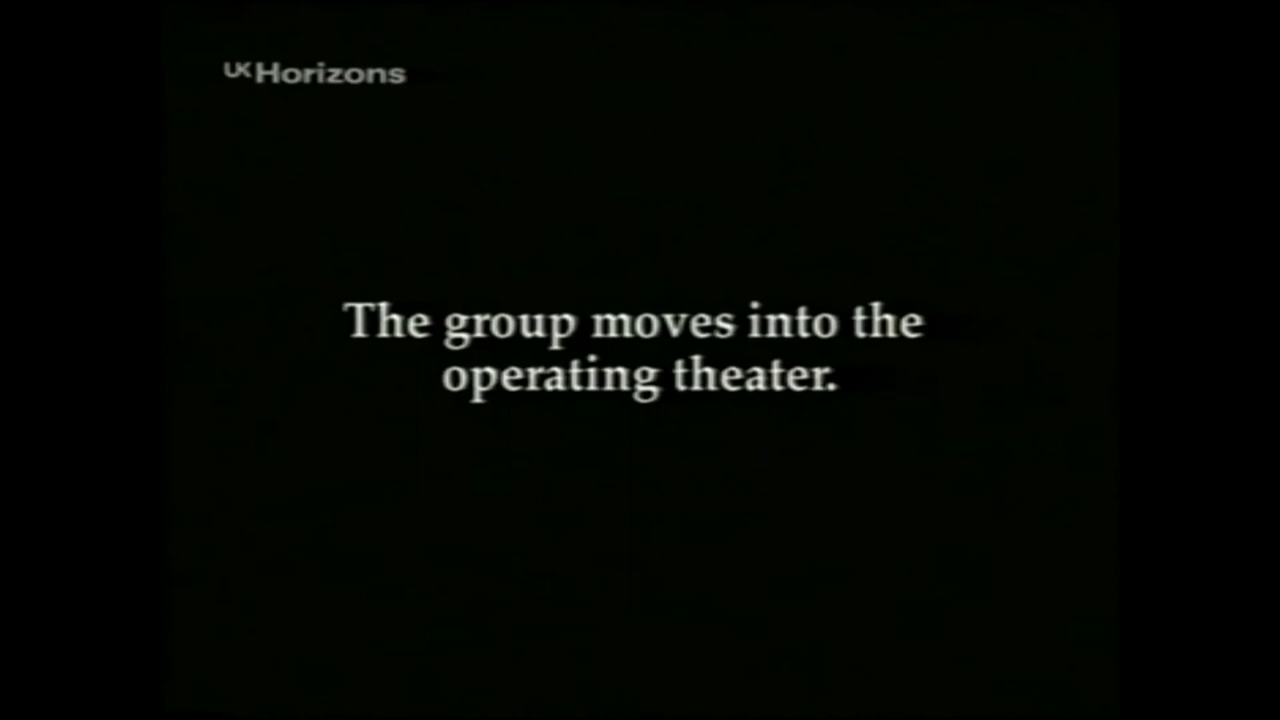 UKHorizons
The group moves into the
operating theater.